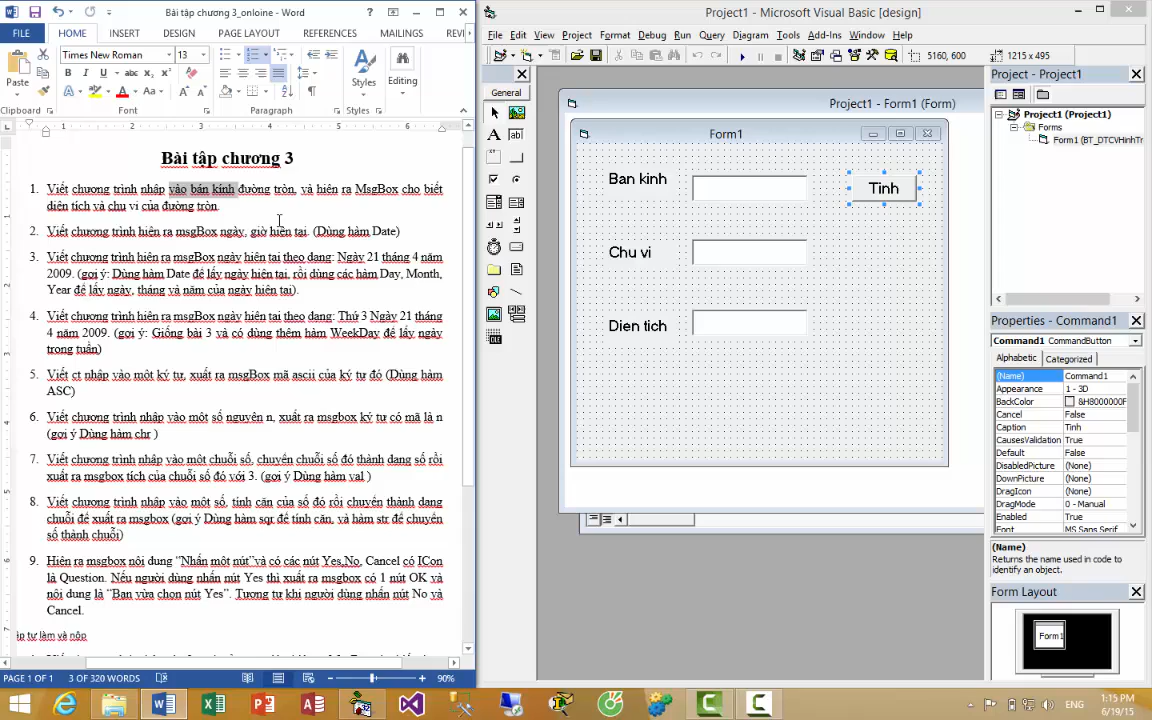 Bài tập chương 3_onloine - Word
FILE
HOME
INSERT
DESIGN
PAGE LAYOUT
REFERENCES
MAILINGS
REVI
Paste
Times New Roman
13
Styles
Editing
Clipboard
Font
Paragraph
Styles
1 2 3 4 5 6
Bài tập chương 3
1. Viết chương trình nhập vào bán kính đường tròn, và hiện ra MsgBox cho biết
diện tích và chu vi của đường tròn.
2. Viết chương trình hiện ra msgBox ngày, giờ hiện tại. (Dùng hàm Date)
3. Viết chương trình hiện ra msgBox ngày hiện tại theo dạng: Ngày 21 tháng 4 năm
2009. (gợi ý: Dùng hàm Date để lấy ngày hiện tại, rồi dùng các hàm Day, Month,
Year để lấy ngày, tháng và năm của ngày hiện tại).
4. Viết chương trình hiện ra msgBox ngày hiện tại theo dạng: Thứ 3 Ngày 21 tháng
4 năm 2009. (gợi ý: Giống bài 3 và có dùng thêm hàm WeekDay để lấy ngày
trong tuần)
5. Viết ct nhập vào một ký tự, xuất ra msgBox mã ascii của ký tự đó (Dùng hàm
ASC)
6. Viết chương trình nhập vào một số nguyên n, xuất ra msgbox ký tự có mã là n
(gợi ý Dùng hàm chr )
7. Viết chương trình nhập vào một chuỗi số, chuyển chuỗi số đó thành dạng số rồi
xuất ra msgbox tích của chuỗi số đó với 3. (gợi ý Dùng hàm val )
8. Viết chương trình nhập vào một số, tính căn của số đó rồi chuyển thành dạng
chuỗi để xuất ra msgbox (gợi ý Dùng hàm sqr để tính căn, và hàm str để chuyển
số thành chuỗi)
9. Hiện ra msgbox nội dung “Nhấn một nút”và có các nút Yes,No, Cancel có ICon
là Question. Nếu người dùng nhấn nút Yes thì xuất ra msgbox có 1 nút OK và
nội dung là “Bạn vừa chọn nút Yes”. Tương tự khi người dùng nhấn nút No và
Cancel.
ập tự làm và nộp
PAGE 1 OF 1
3 OF 320 WORDS
90%
Project1 - Microsoft Visual Basic [design]
File Edit View Project Format Debug Run Query Diagram Tools Add-Ins Window Help
5160, 600
1215 x 495
General
Project1 - Form1 (Form)
Form1
Ban kinh
Tinh
Chu vi
Dien tich
Project - Project1
Project1 (Project1)
Forms
Form1 (BT_DTCVHinhTr
Properties - Command1
Command1 CommandButton
Alphabetic
Categorized
(Name) Command1
Appearance 1 - 3D
BackColor &H8000000F
Cancel False
Caption Tinh
CausesValidation True
Default False
DisabledPicture (None)
DownPicture (None)
DragIcon (None)
DragMode 0 - Manual
Enabled True
Font MS Sans Serif
(Name)
Returns the name used in code to
identify an object.
Form Layout
Form1
ENG
1:15 PM
6/19/15